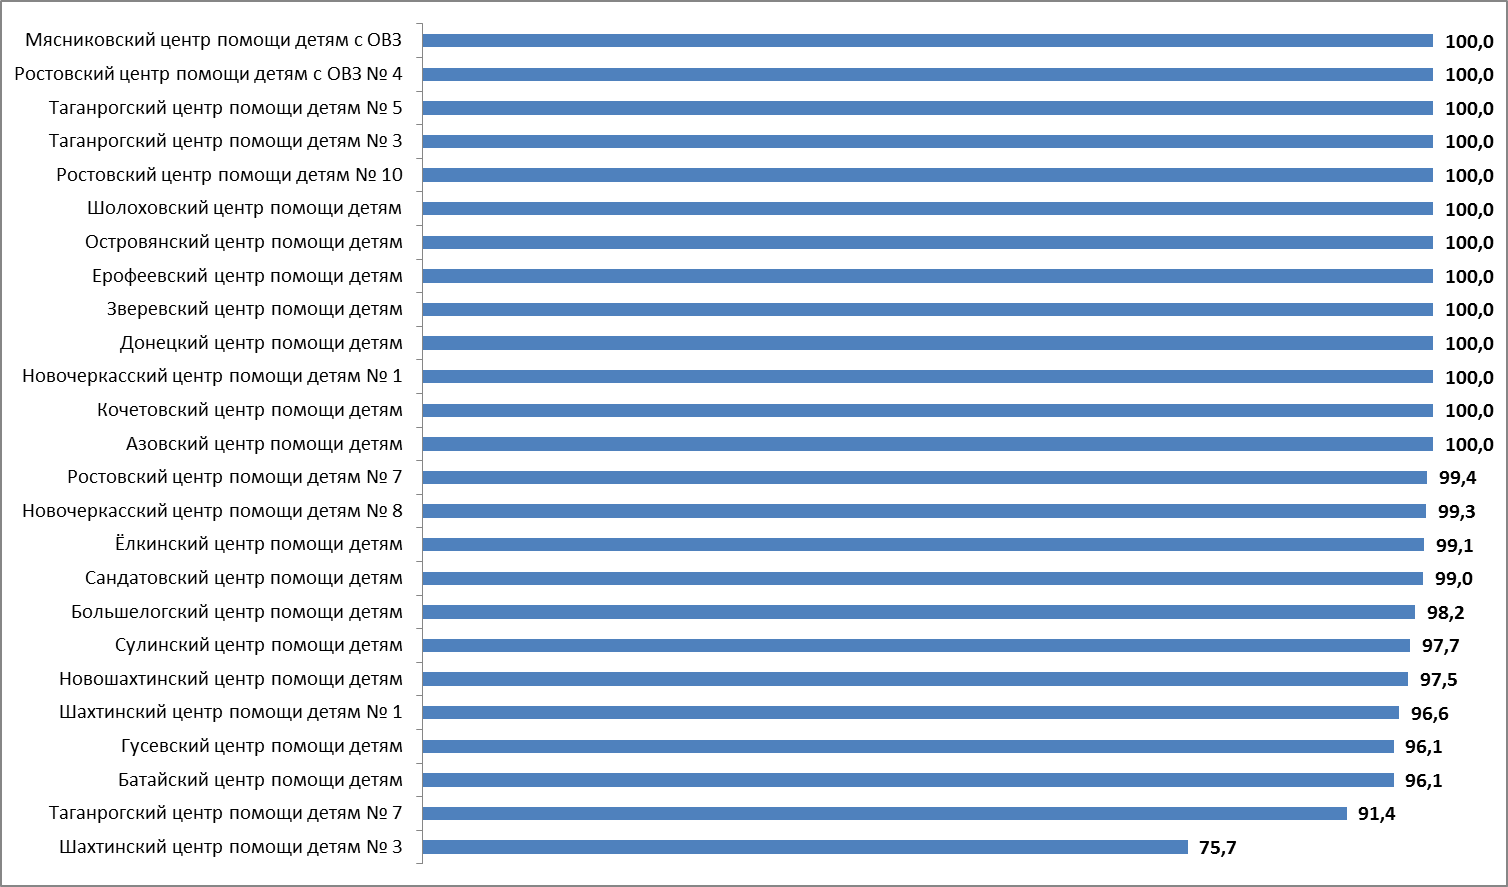 Мясниковский центр помощи детям с ОВЗ 100,0
Ростовский центр помощи детям с ОВЗ № 4 100,0
Таганрогский центр помощи детям № 5 100,0
Таганрогский центр помощи детям № 3 100,0
Ростовский центр помощи детям № 10 100,0
Шолоховский центр помощи детям 100,0
Островянский центр помощи детям 100,0
Ерофеевский центр помощи детям 100,0
Зверевский центр помощи детям 100,0
Донецкий центр помощи детям 100,0
Новочеркасский центр помощи детям № 1 100,0
Кочетовский центр помощи детям 100,0
Азовский центр помощи детям 100,0
Ростовский центр помощи детям № 7 99,4
Новочеркасский центр помощи детям № 8 99,3
Ёлкинский центр помощи детям 99,1
Сандатовский центр помощи детям 99,0
Большелогский центр помощи детям 98,2
Сулинский центр помощи детям 97,7
Новошахтинский центр помощи детям 97,5
Шахтинский центр помощи детям № 1 96,6
Гусевский центр помощи детям 96,1
Батайский центр помощи детям 96,1
Таганрогский центр помощи детям № 7 91,4
Шахтинский центр помощи детям № 3 75,7